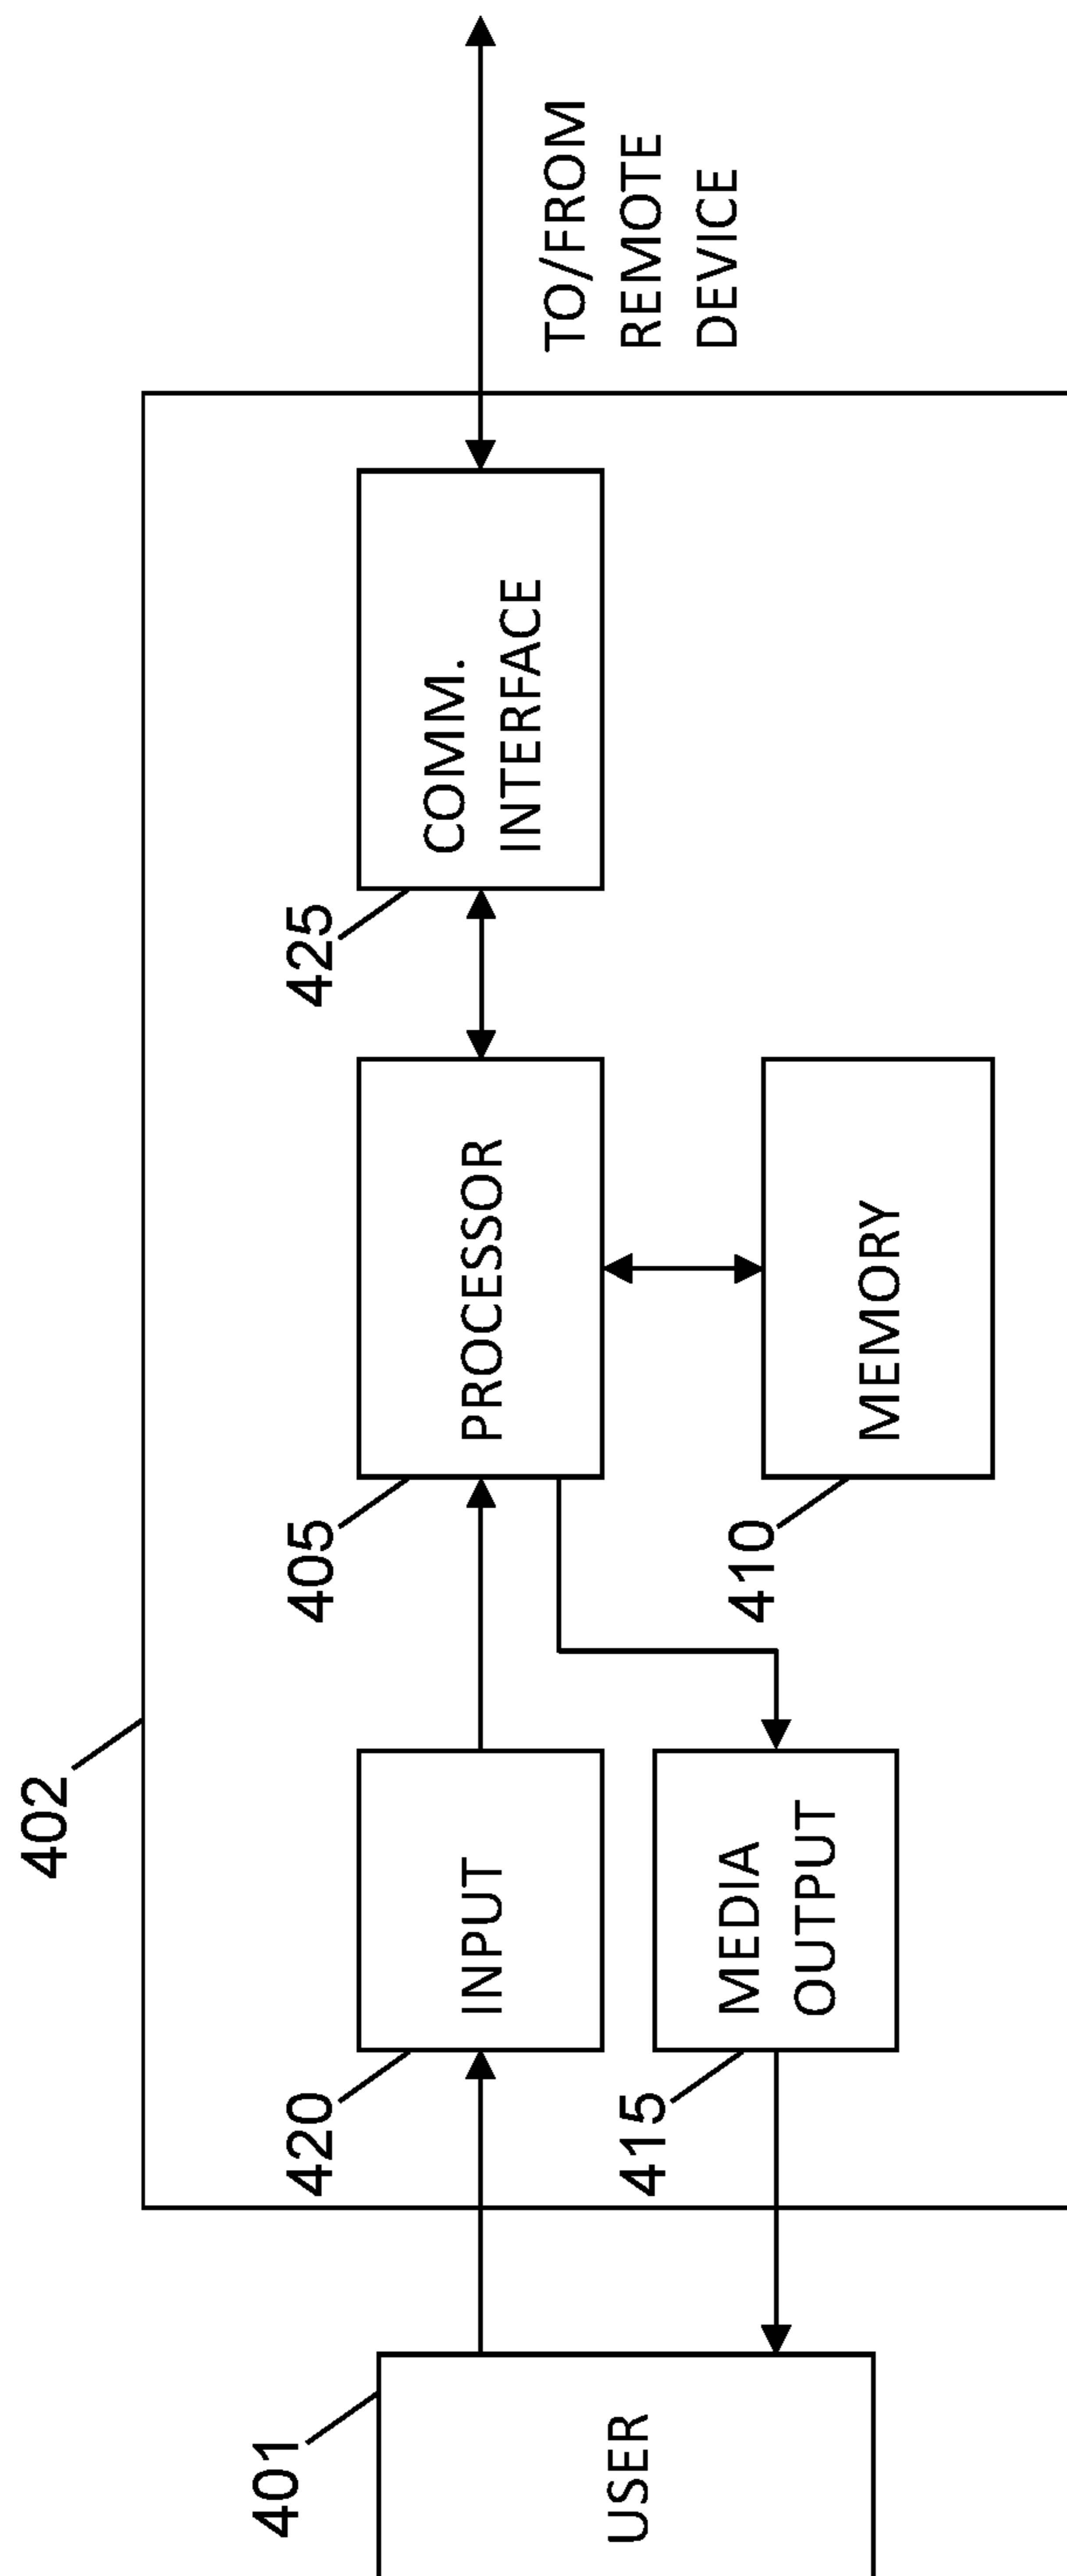 402
401
USER
420
INPUT
415
MEDIA
OUTPUT
405
PROCESSOR
410
MEMORY
425
COMM.
INTERFACE
TO/FROM
REMOTE
DEVICE